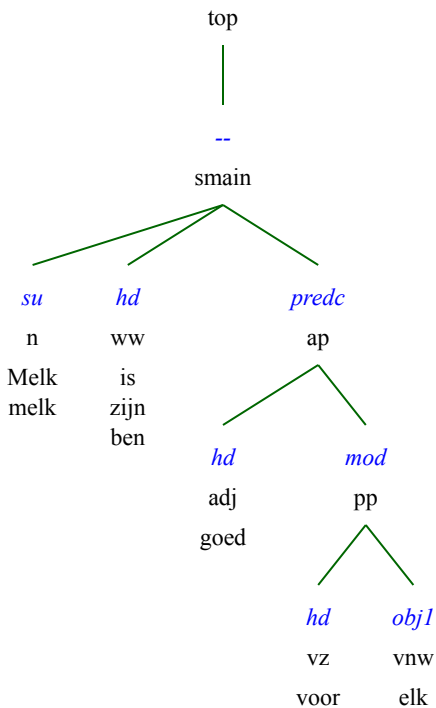 top
--
smain
su hd predc
n ww ap
Melk is
melk zijn
ben
hd mod
adj pp
goed
hd obj1
vz vnw
voor elk